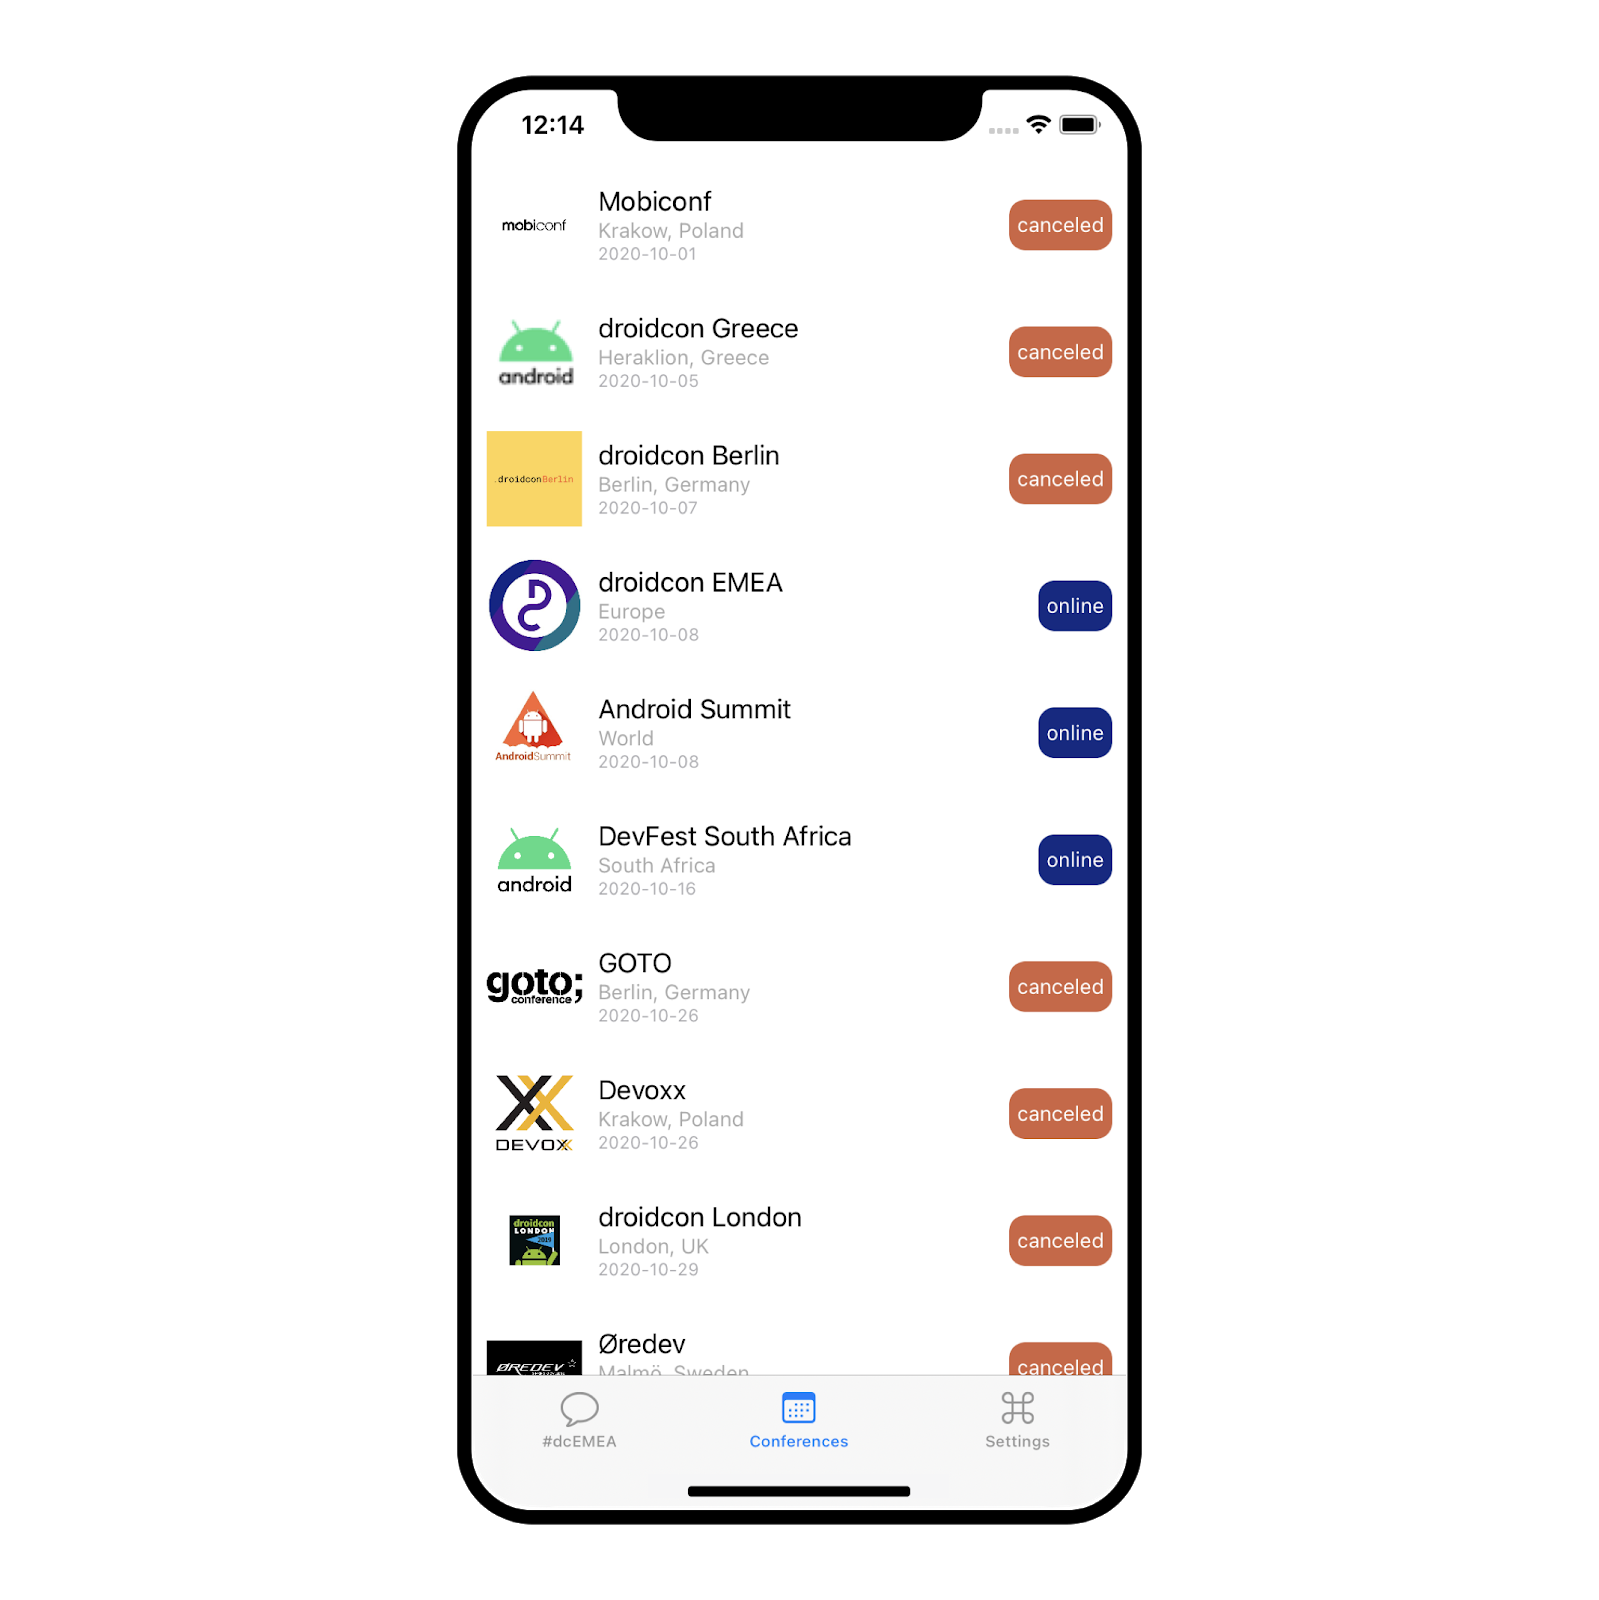 12:14
mobiconf
Mobiconf
Krakow, Poland
2020-10-01
canceled
android
droidcon Greece
Heraklion, Greece
2020-10-05
canceled
.droidconBerlin
droidcon Berlin
Berlin, Germany
2020-10-07
canceled
DC
droidcon EMEA
Europe
2020-10-08
online
AndroidSummit
Android Summit
World
2020-10-08
online
android
DevFest South Africa
South Africa
2020-10-16
online
goto;
conference
GOTO
Berlin, Germany
2020-10-26
canceled
DEVOXX
Devoxx
Krakow, Poland
2020-10-26
canceled
droidcon
LONDON
2019
droidcon London
London, UK
2020-10-29
canceled
ØREDEV
Øredev
Malmö, Sweden
canceled
#dcEMEA
Conferences
Settings